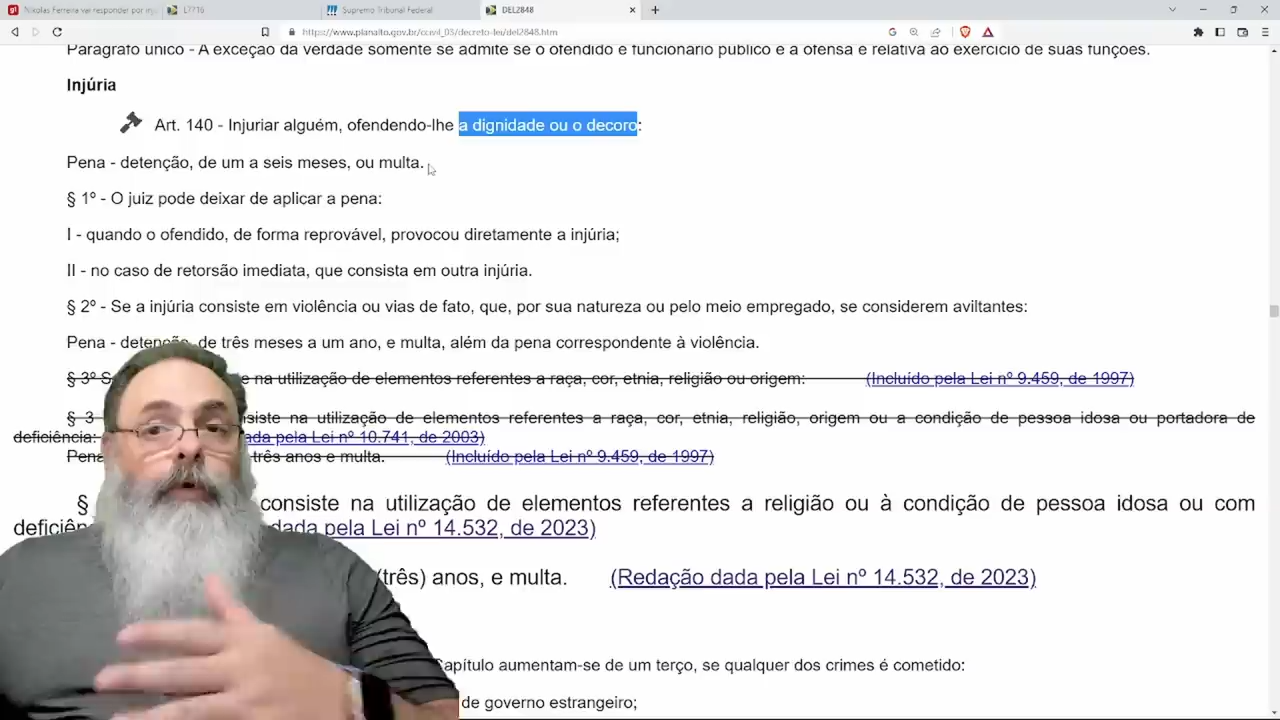 Nikolas Ferreira vai responder por inj
L7716
Supremo Tribunal Federal
DEL2848
https://www.planalto.gov.br/ccivil_03/decreto-lei/del2848.htm
Parágrafo único - A exceção da verdade somente se admite se o ofendido é funcionário público e a ofensa é relativa ao exercício de suas funções.
Injúria
Art. 140 - Injuriar alguém, ofendendo-lhe a dignidade ou o decoro:
Pena - detenção, de um a seis meses, ou multa.
§ 1º - O juiz pode deixar de aplicar a pena:
I - quando o ofendido, de forma reprovável, provocou diretamente a injúria;
II - no caso de retorsão imediata, que consista em outra injúria.
§ 2º - Se a injúria consiste em violência ou vias de fato, que, por sua natureza ou pelo meio empregado, se considerem aviltantes:
Pena - detenção, de três meses a um ano, e multa, além da pena correspondente à violência.
§ 3º S e na utilização de elementos referentes a raça, cor, etnia, religião ou origem: (Incluído pela Lei nº 9.459, de 1997)
§ 3 siste na utilização de elementos referentes a raça, cor, etnia, religião, origem ou a condição de pessoa idosa ou portadora de
deficiência: ada pela Lei nº 10.741, de 2003)
Pena três anos e multa. (Incluído pela Lei nº 9.459, de 1997)
§ consiste na utilização de elementos referentes a religião ou à condição de pessoa idosa ou com
deficiên dada pela Lei nº 14.532, de 2023)
(três) anos, e multa. (Redação dada pela Lei nº 14.532, de 2023)
Capítulo aumentam-se de um terço, se qualquer dos crimes é cometido:
de governo estrangeiro;